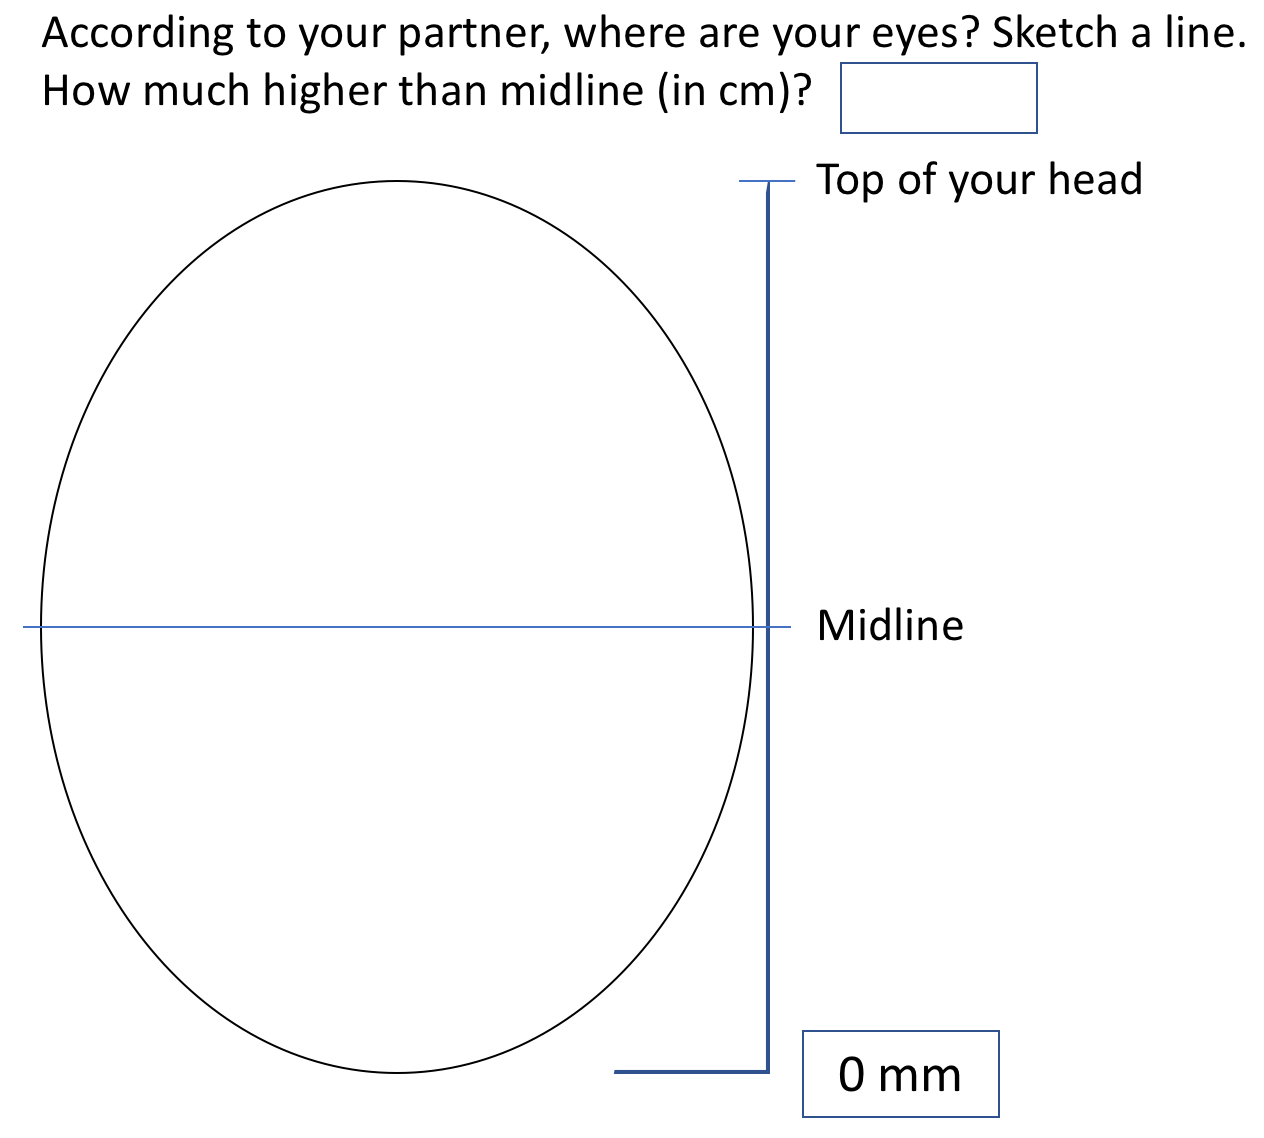 According to your partner, where are your eyes? Sketch a line.
How much higher than midline (in cm)?
Top of your head
Midline
0 mm